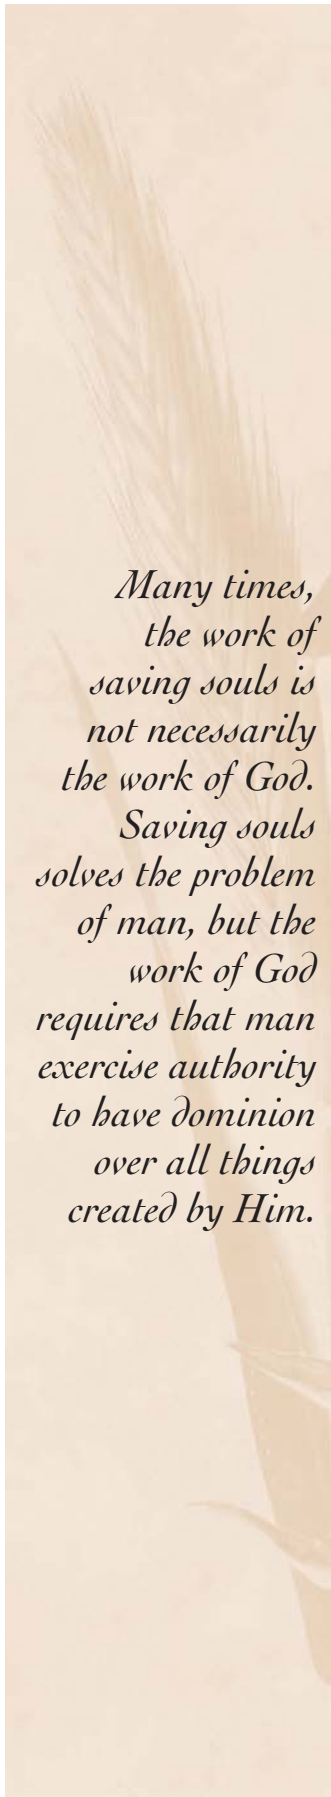 Many times,
the work of
saving souls is
not necessarily
the work of God.
Saving souls
solves the problem
of man, but the
work of God
requires that man
exercise authority
to have dominion
over all things
created by Him.